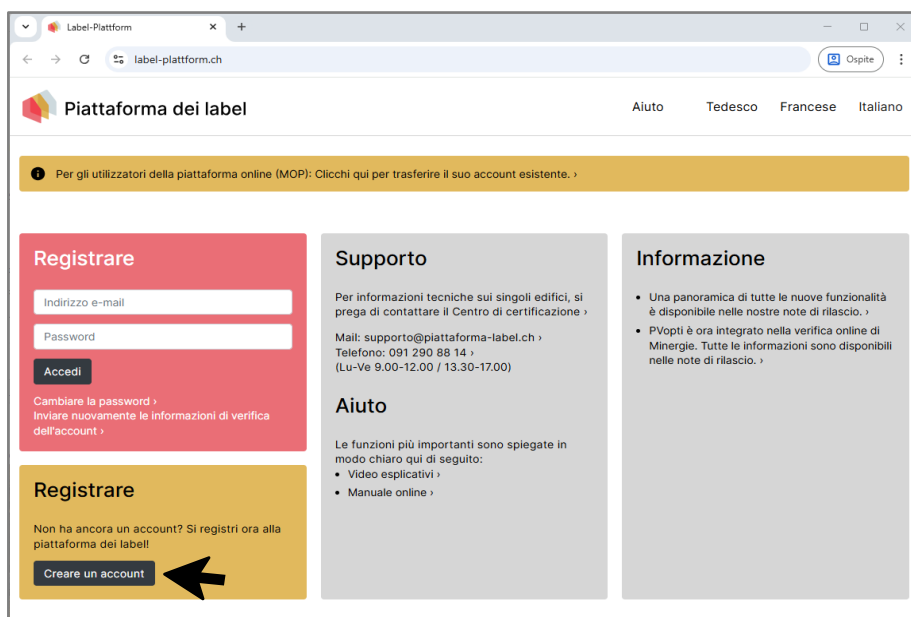 Label-Plattform
label-plattform.ch
Ospite
Piattaforma dei label
Aiuto
Tedesco
Francese
Italiano
Per gli utilizzatori della piattaforma online (MOP): Clicchi qui per trasferire il suo account esistente. ›
Registrare
Indirizzo e-mail
Password
Accedi
Cambiare la password ›
Inviare nuovamente le informazioni di verifica
dell'account ›
Registrare
Non ha ancora un account? Si registri ora alla
piattaforma dei label!
Creare un account
Supporto
Per informazioni tecniche sui singoli edifici, si
prega di contattare il Centro di certificazione ›
Mail: supporto@piattaforma-label.ch ›
Telefono: 091 290 88 14 ›
(Lu-Ve 9.00-12.00 / 13.30-17.00)
Aiuto
Le funzioni più importanti sono spiegate in
modo chiaro qui di seguito:
• Video esplicativi ›
• Manuale online ›
Informazione
• Una panoramica di tutte le nuove funzionalità
è disponibile nelle nostre note di rilascio. ›
• PVopti è ora integrato nella verifica online di
Minergie. Tutte le informazioni sono disponibili
nelle note di rilascio. ›